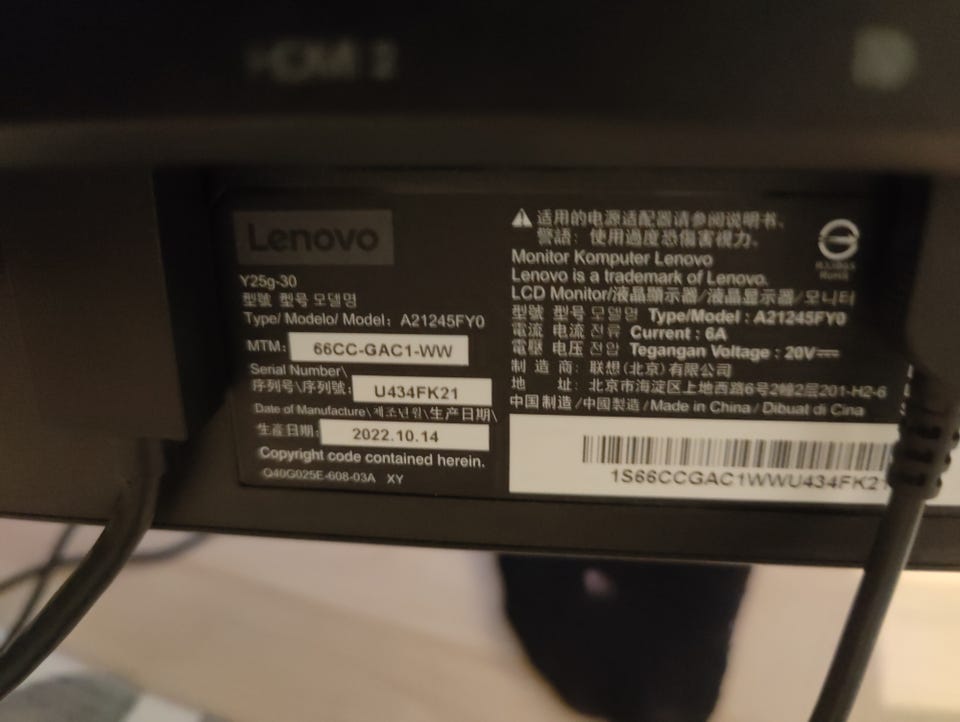 Lenovo
Y25g-30
型號 型号 모델명
Type/ Modelo/ Model: A21245FY0
MTM: 66CC-GAC1-WW
Serial Number\
序列号\序列號: U434FK21
Date of Manufacture\제조년월\生产日期\
生產日期: 2022.10.14
Copyright code contained herein.
Q40G025E-608-03A XY
适用的电源适配器请参阅说明书.
警語: 使用過度恐傷害視力.
Monitor Komputer Lenovo
Lenovo is a trademark of Lenovo.
LCD Monitor/液晶顯示器/液晶显示器/모니터
型號 型号 모델명 Type/Model : A21245FY0
電流 电流 전류 Current : 6A
電壓 电压 전압 Tegangan Voltage : 20V
制造商: 联想(北京)有限公司
地址: 北京市海淀区上地西路6号2幢2层201-H2-6
中国制造/中國製造/Made in China / Dibuat di Cina
1S66CCGAC1WWU434FK21
RoHS